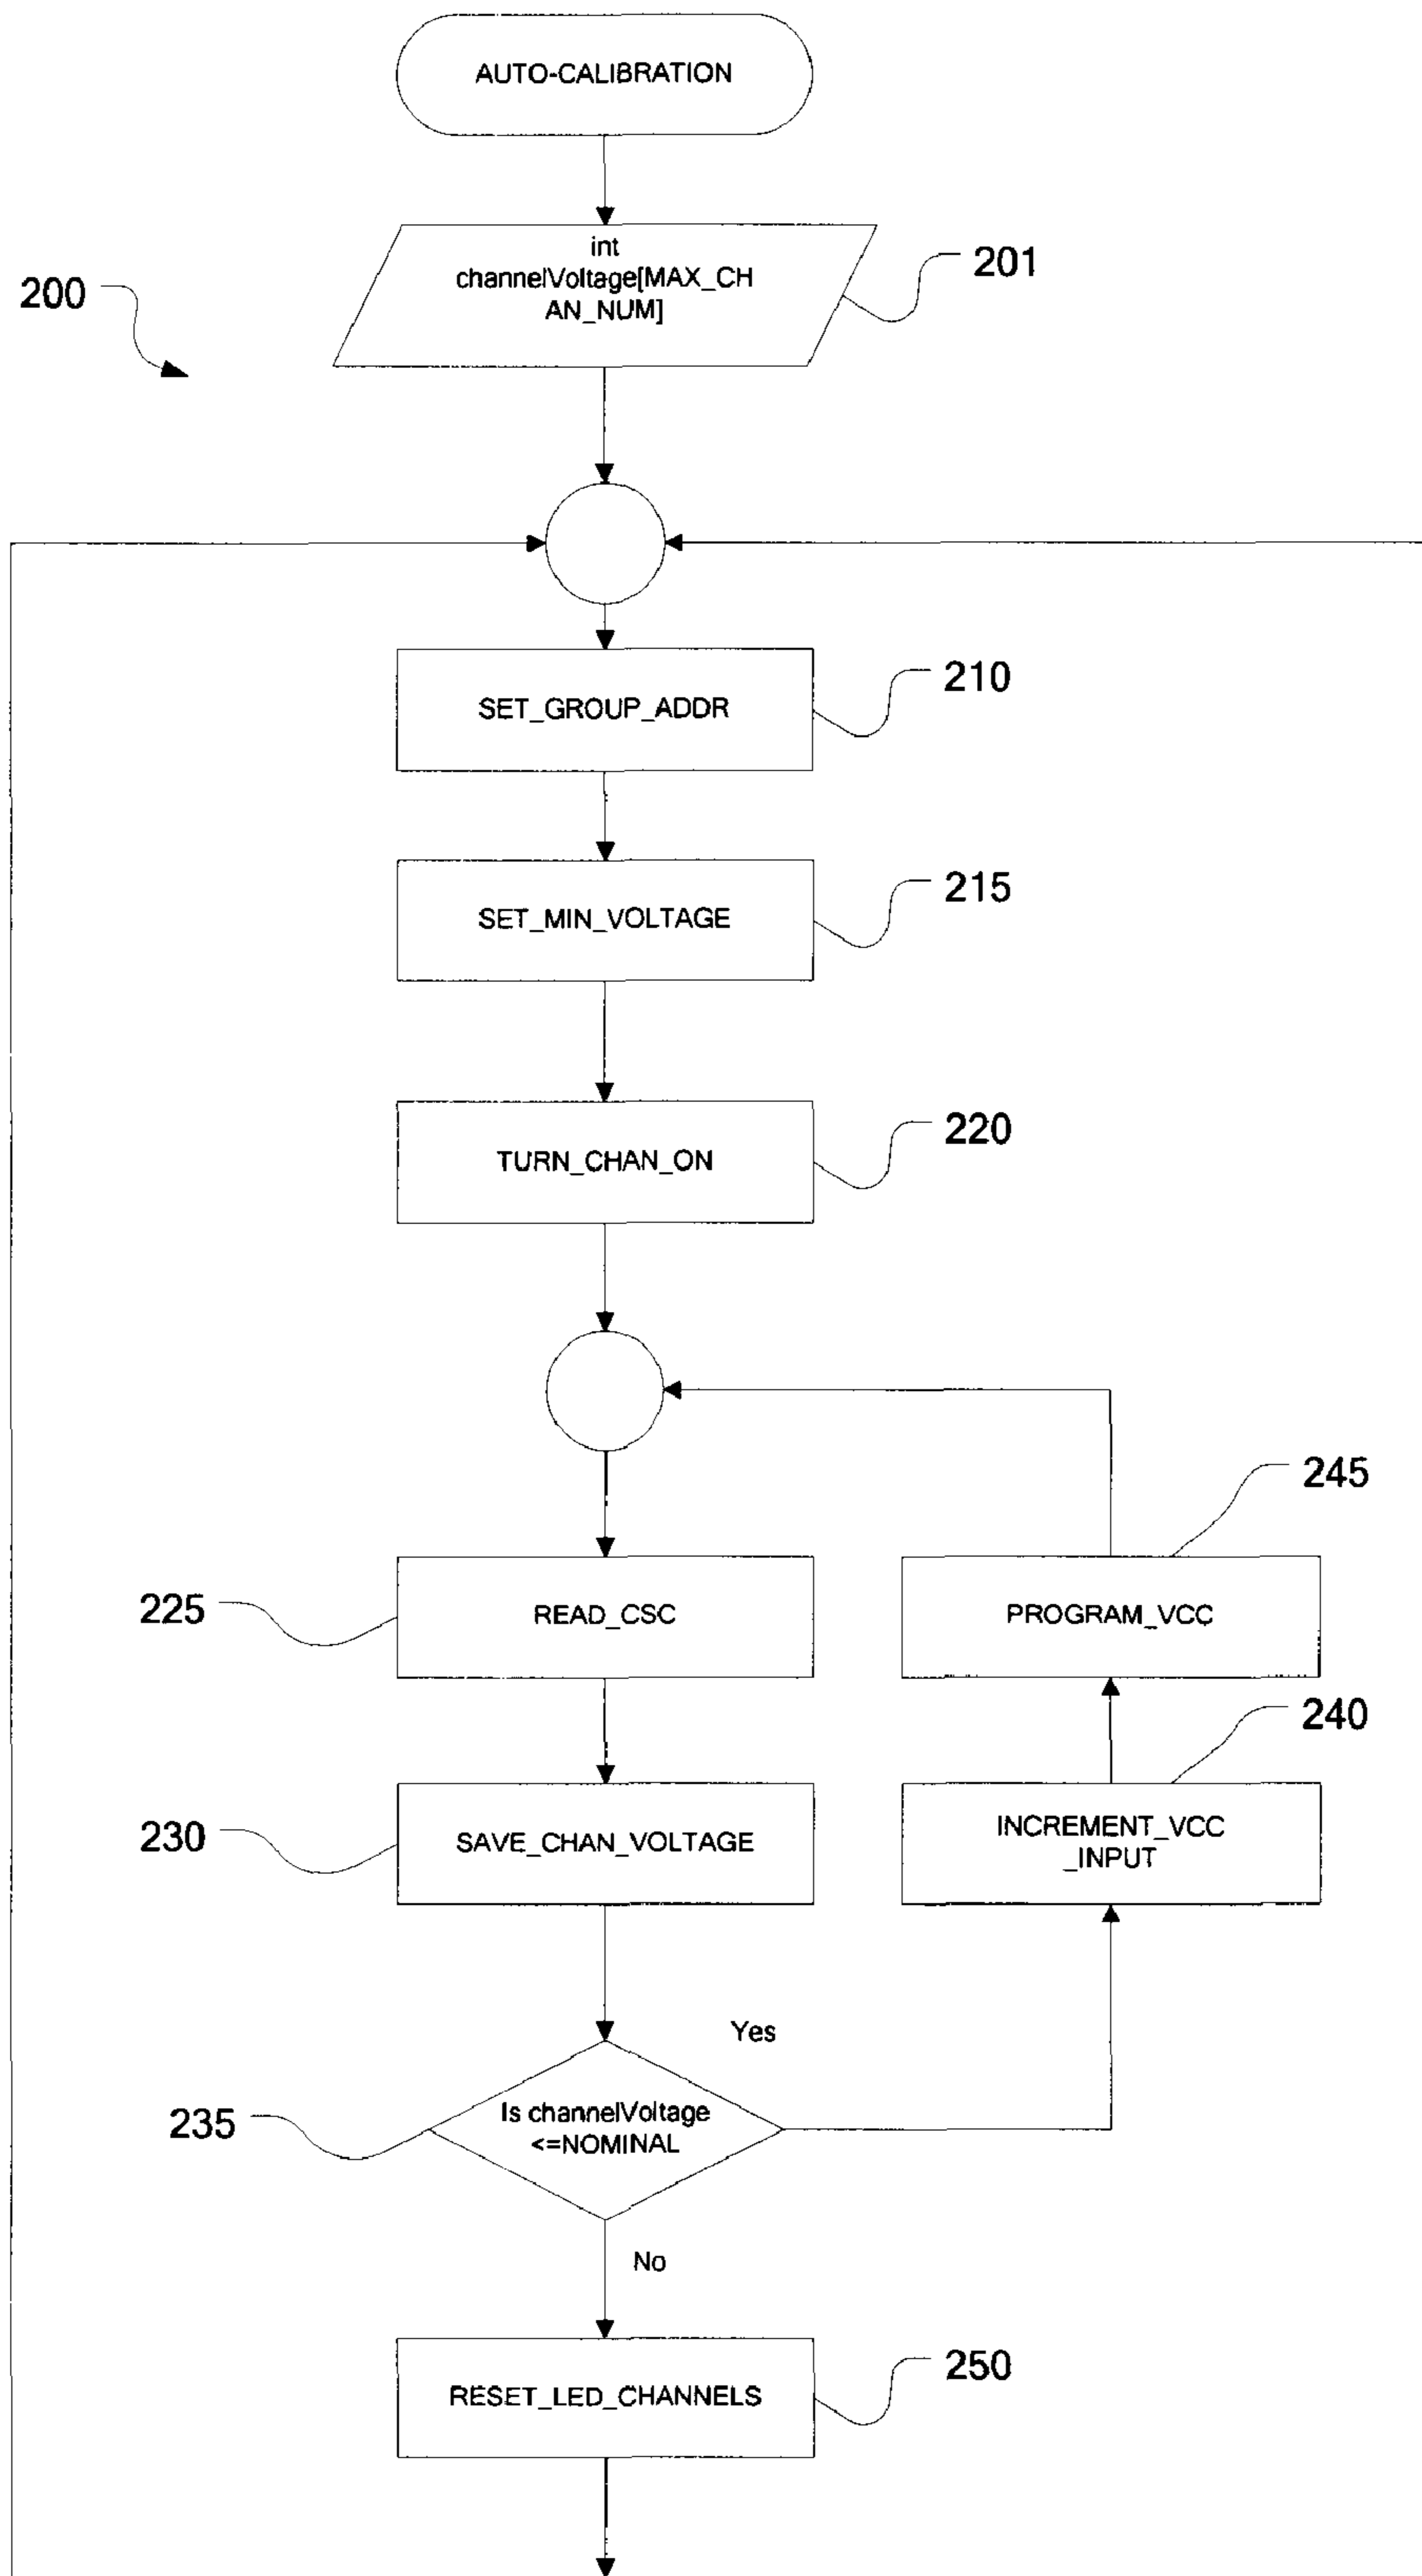 AUTO-CALIBRATION
int
channelVoltage[MAX_CH
AN_NUM]
201
200
SET_GROUP_ADDR
210
SET_MIN_VOLTAGE
215
TURN_CHAN_ON
220
245
225
READ_CSC
PROGRAM_VCC
240
230
SAVE_CHAN_VOLTAGE
INCREMENT_VCC
_INPUT
Yes
235
Is channelVoltage
<=NOMINAL
No
RESET_LED_CHANNELS
250